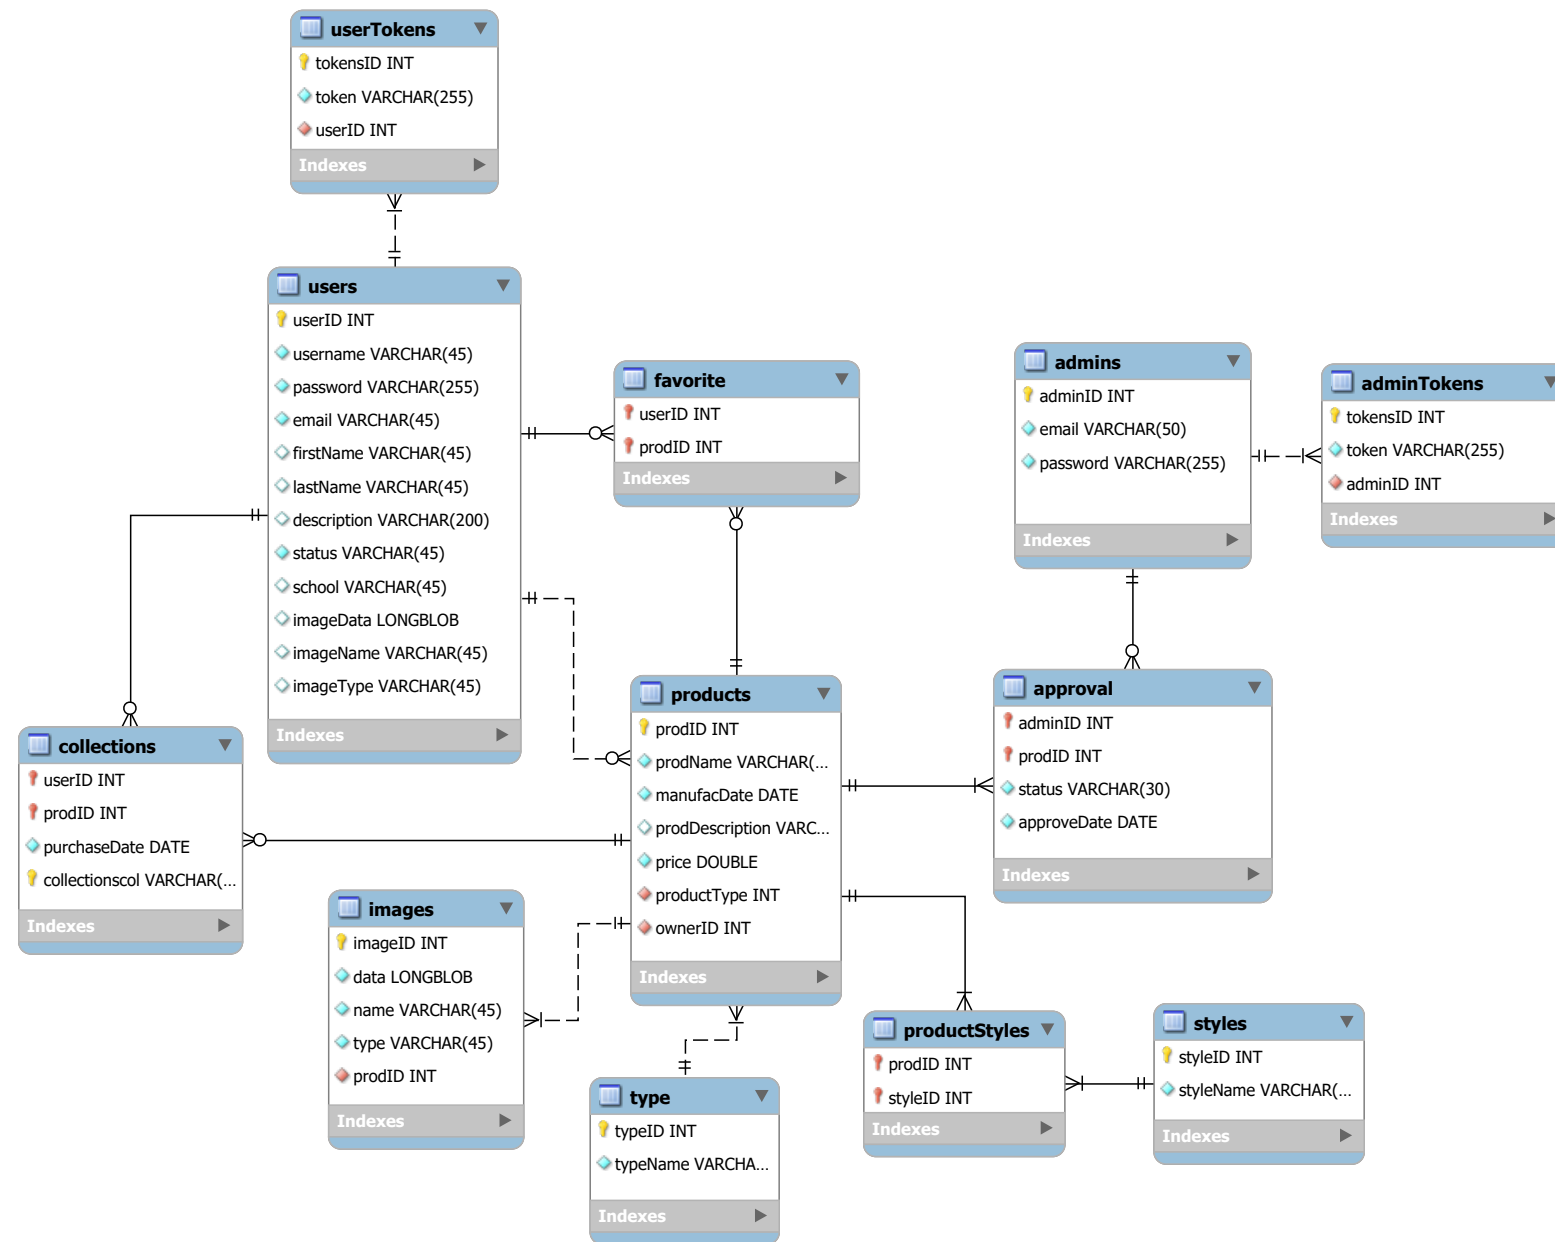 userTokens
tokensID INT
token VARCHAR(255)
userID INT
Indexes
users
userID INT
username VARCHAR(45)
password VARCHAR(255)
email VARCHAR(45)
firstName VARCHAR(45)
lastName VARCHAR(45)
description VARCHAR(200)
status VARCHAR(45)
school VARCHAR(45)
imageData LONGBLOB
imageName VARCHAR(45)
imageType VARCHAR(45)
Indexes
favorite
userID INT
prodID INT
Indexes
admins
adminID INT
email VARCHAR(50)
password VARCHAR(255)
Indexes
adminTokens
tokensID INT
token VARCHAR(255)
adminID INT
Indexes
collections
userID INT
prodID INT
purchaseDate DATE
collectionscol VARCHAR(...
Indexes
products
prodID INT
prodName VARCHAR(...
manufacDate DATE
prodDescription VARC...
price DOUBLE
productType INT
ownerID INT
Indexes
approval
adminID INT
prodID INT
status VARCHAR(30)
approveDate DATE
Indexes
images
imageID INT
data LONGBLOB
name VARCHAR(45)
type VARCHAR(45)
prodID INT
Indexes
type
typeID INT
typeName VARCHA...
Indexes
productStyles
prodID INT
styleID INT
Indexes
styles
styleID INT
styleName VARCHAR(...
Indexes